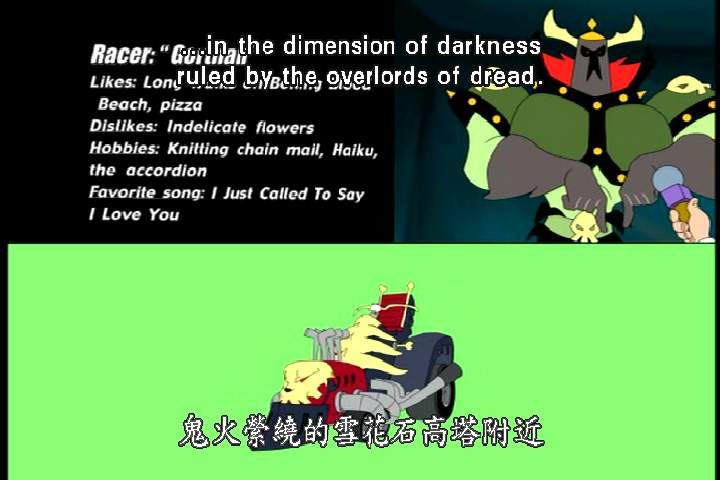 Racer: "Gorthan
...in the dimension of darkness
ruled by the overlords of dread.
Likes: Long
Beach, pizza
Dislikes: Indelicate flowers
Hobbies: Knitting chain mail, Haiku,
the accordion
Favorite song: I Just Called To Say
I Love You
鬼火縈繞的雪花石高塔附近